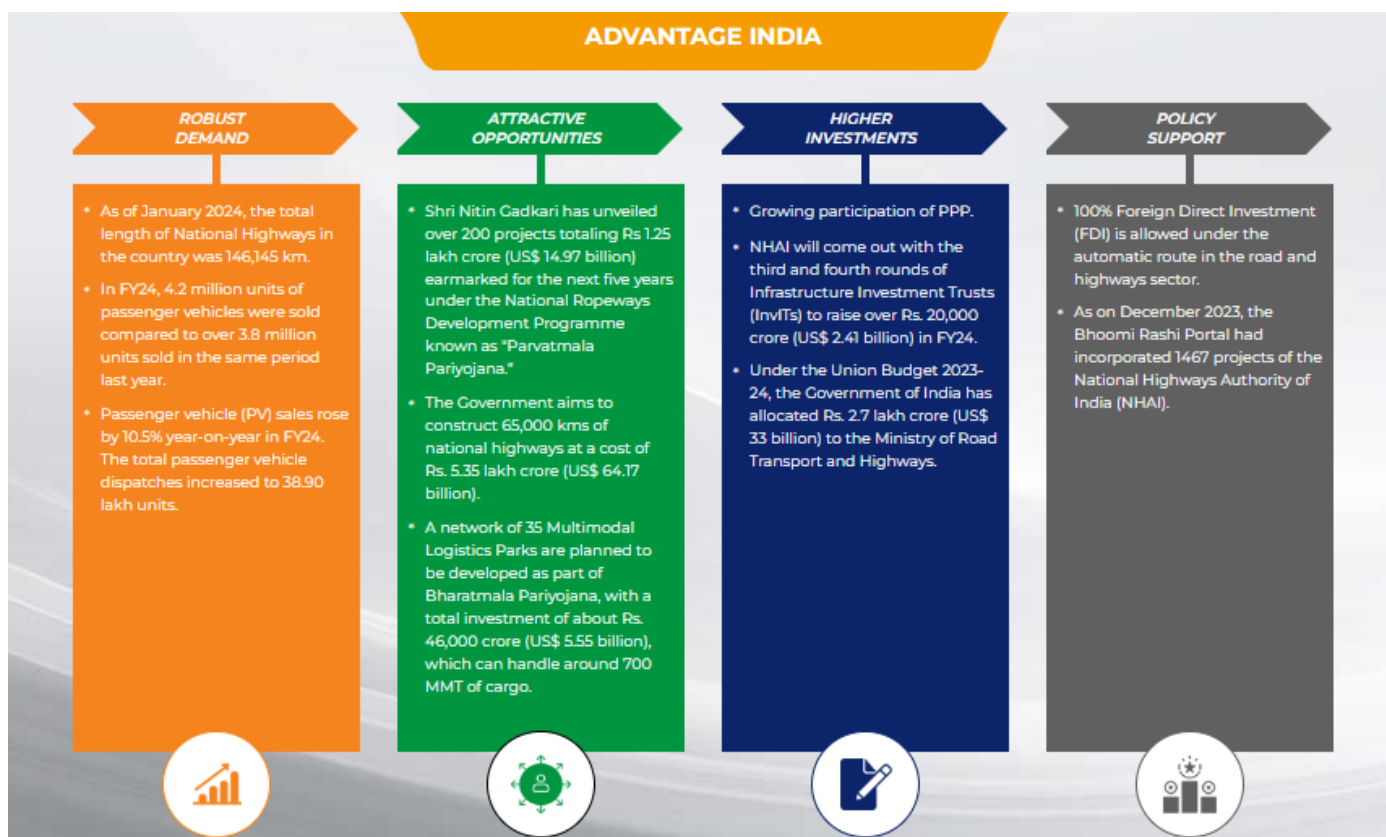 ADVANTAGE INDIA
ROBUST
DEMAND
• As of January 2024, the total
length of National Highways in
the country was 146,145 km.
• In FY24, 4.2 million units of
passenger vehicles were sold
compared to over 3.8 million
units sold in the same period
last year.
• Passenger vehicle (PV) sales rose
by 10.5% year-on-year in FY24.
The total passenger vehicle
dispatches increased to 38.90
lakh units.
ATTRACTIVE
OPPORTUNITIES
• Shri Nitin Gadkari has unveiled
over 200 projects totaling Rs 1.25
lakh crore (US$ 14.97 billion)
earmarked for the next five years
under the National Ropeways
Development Programme
known as "Parvatmala
Pariyojana."
• The Government aims to
construct 65,000 kms of
national highways at a cost of
Rs. 5.35 lakh crore (US$ 64.17
billion).
• A network of 35 Multimodal
Logistics Parks are planned to
be developed as part of
Bharatmala Pariyojana, with a
total investment of about Rs.
46,000 crore (US$ 5.55 billion),
which can handle around 700
MMT of cargo.
HIGHER
INVESTMENTS
• Growing participation of PPP.
• NHAI will come out with the
third and fourth rounds of
Infrastructure Investment Trusts
(InvITs) to raise over Rs. 20,000
crore (US$ 2.41 billion) in FY24.
• Under the Union Budget 2023-
24, the Government of India has
allocated Rs. 2.7 lakh crore (US$
33 billion) to the Ministry of Road
Transport and Highways.
POLICY
SUPPORT
• 100% Foreign Direct Investment
(FDI) is allowed under the
automatic route in the road and
highways sector.
• As on December 2023, the
Bhoomi Rashi Portal had
incorporated 1467 projects of the
National Highways Authority of
India (NHAI).